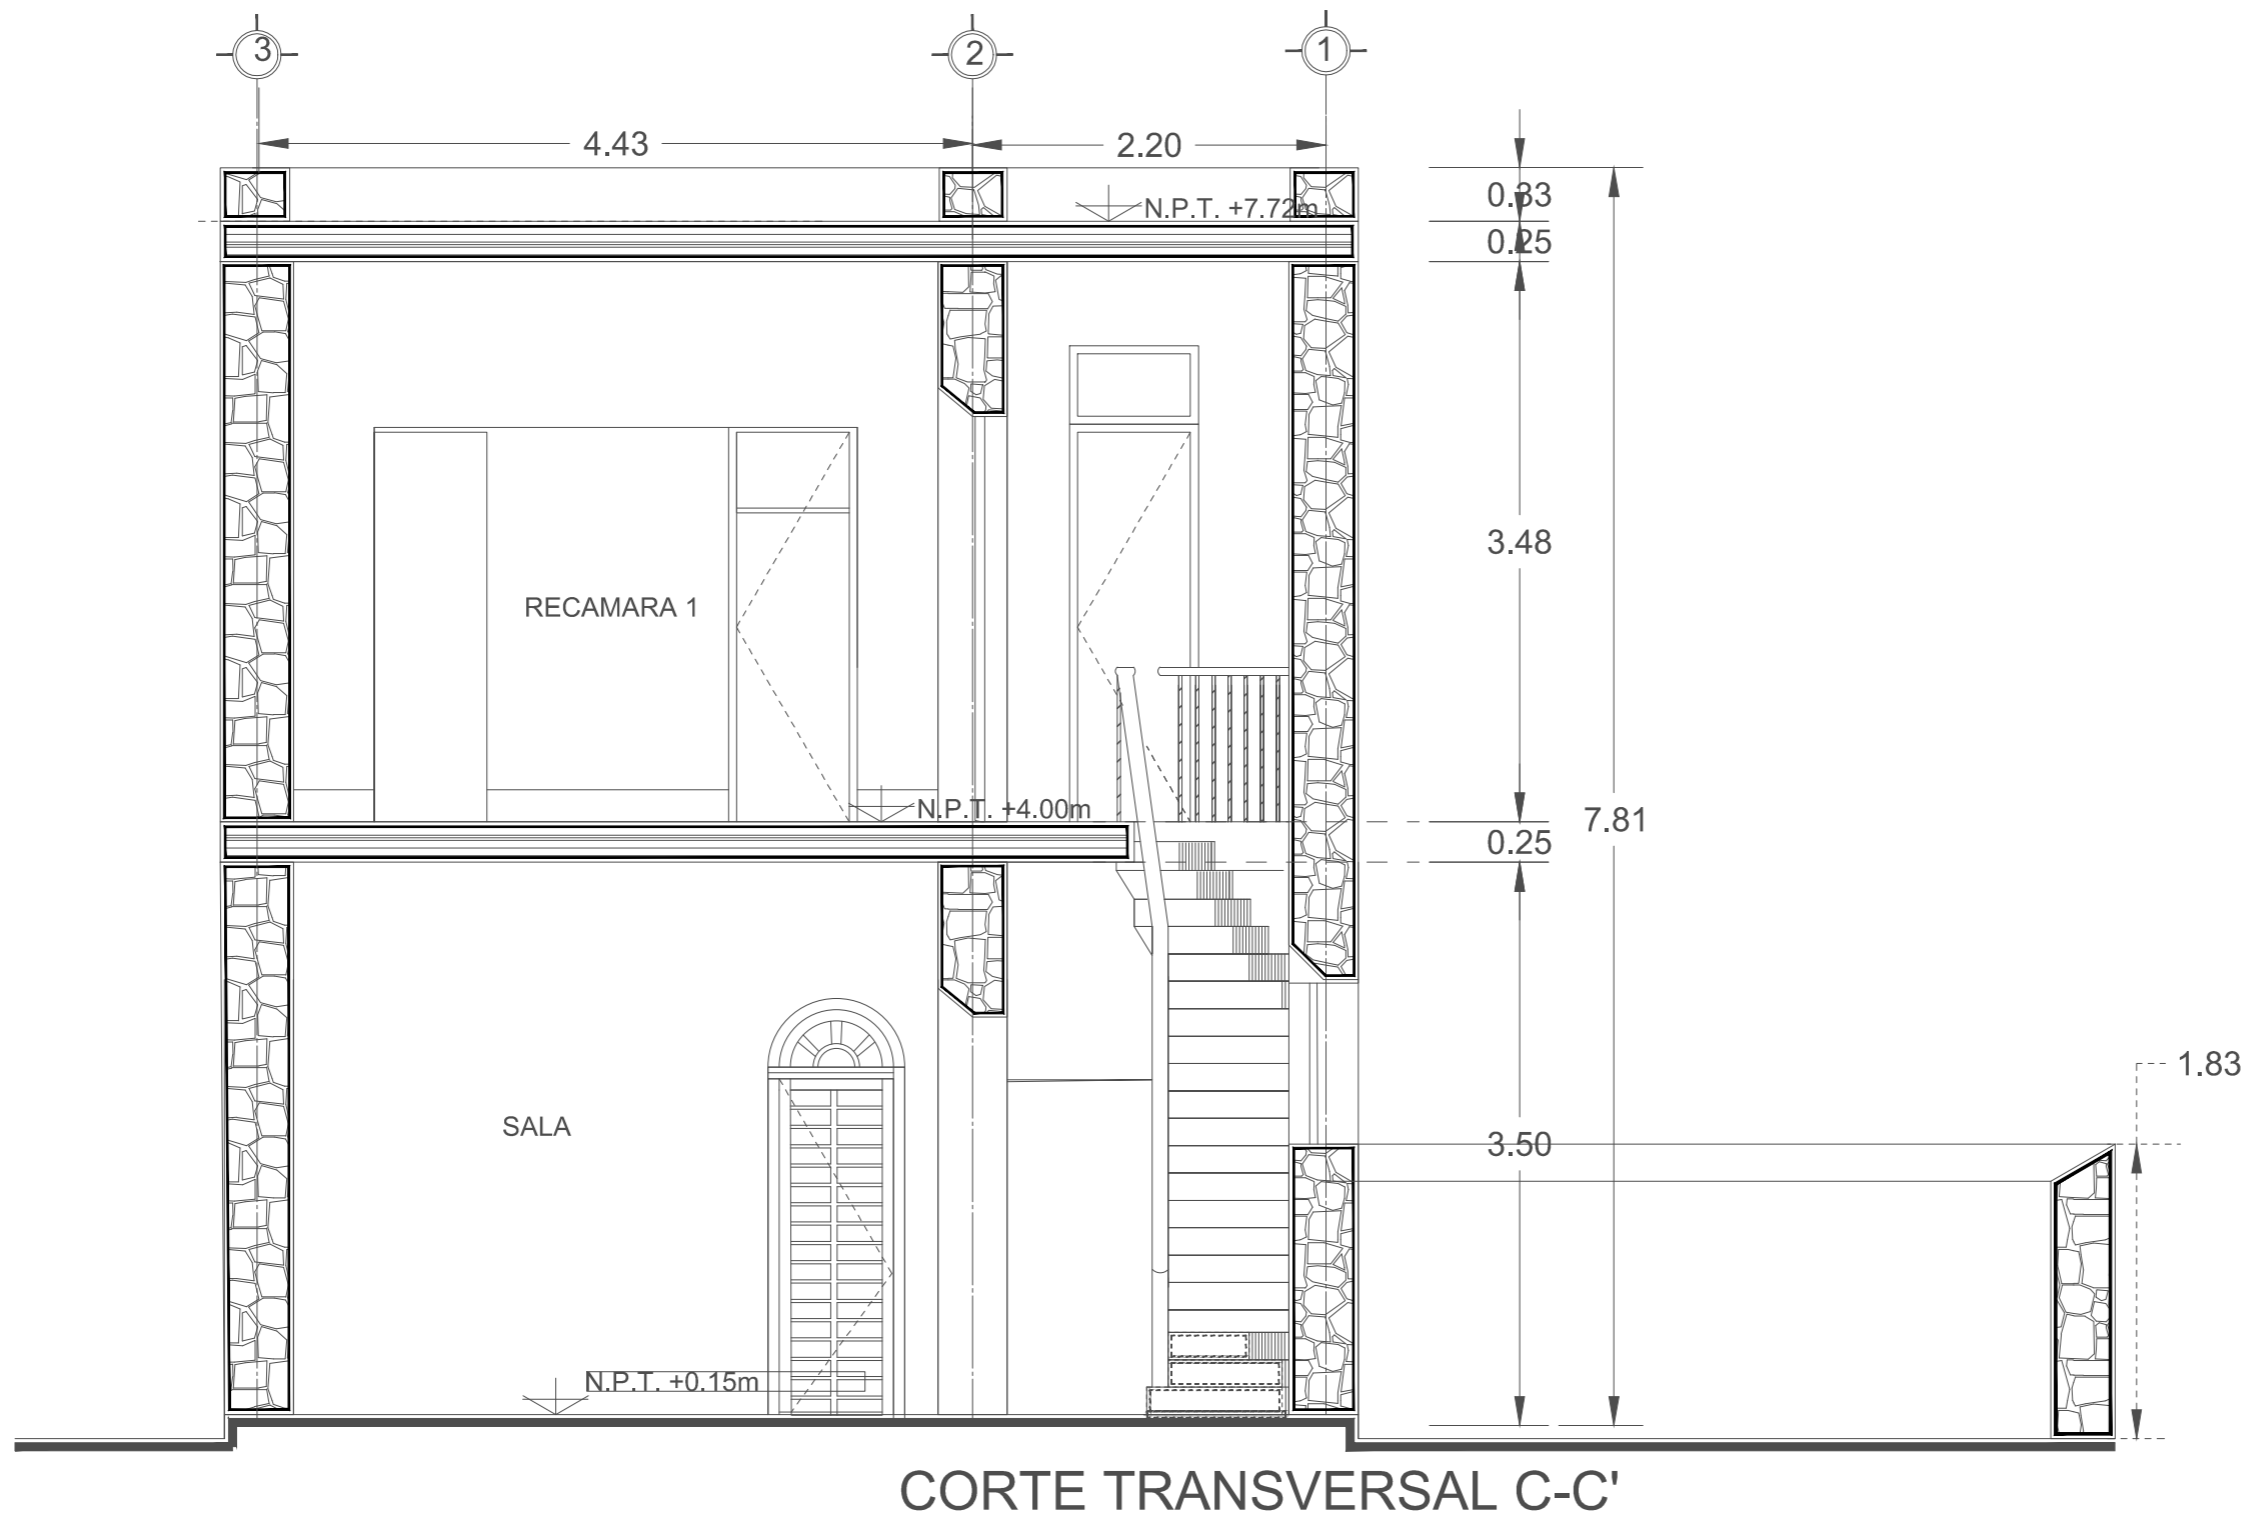 3
2
1
4.43
2.20
0.33
N.P.T. +7.72m
0.25
3.48
RECAMARA 1
N.P.T. +4.00m
7.81
0.25
1.83
SALA
3.50
N.P.T. +0.15m
CORTE TRANSVERSAL C-C'